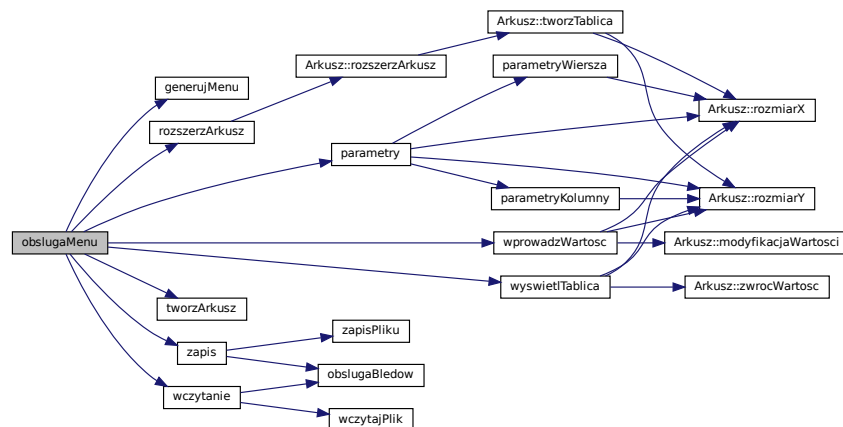 Arkusz::tworzTablica
Arkusz::rozszerzArkusz
parametryWiersza
generujMenu
Arkusz::rozmiarX
rozszerzArkusz
parametry
parametryKolumny
Arkusz::rozmiarY
obslugaMenu
wprowadzWartosc
Arkusz::modyfikacjaWartosci
wyswietlTablica
Arkusz::zwrocWartosc
tworzArkusz
zapisPliku
zapis
obslugaBledow
wczytanie
wczytajPlik